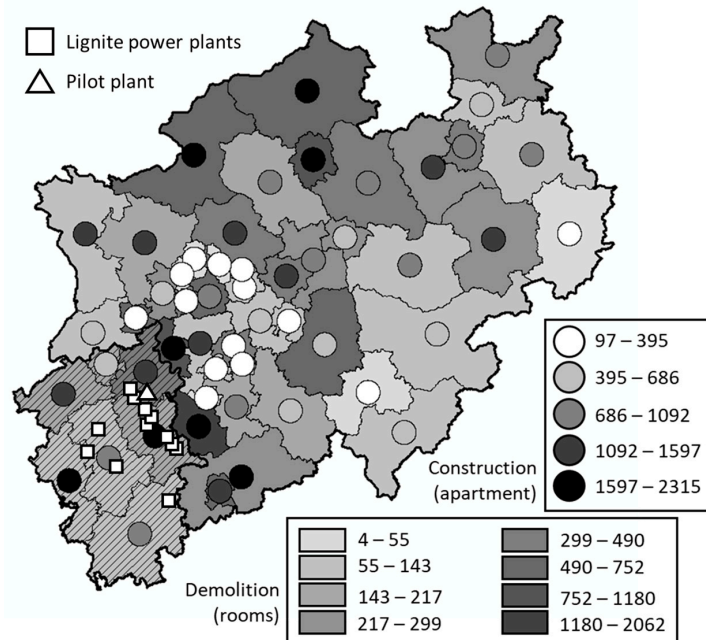 Lignite power plants
Pilot plant
97 – 395
395 – 686
686 – 1092
1092 – 1597
1597 – 2315
Construction
(apartment)
4 – 55
55 – 143
143 – 217
217 – 299
299 – 490
490 – 752
752 – 1180
1180 – 2062
Demolition
(rooms)